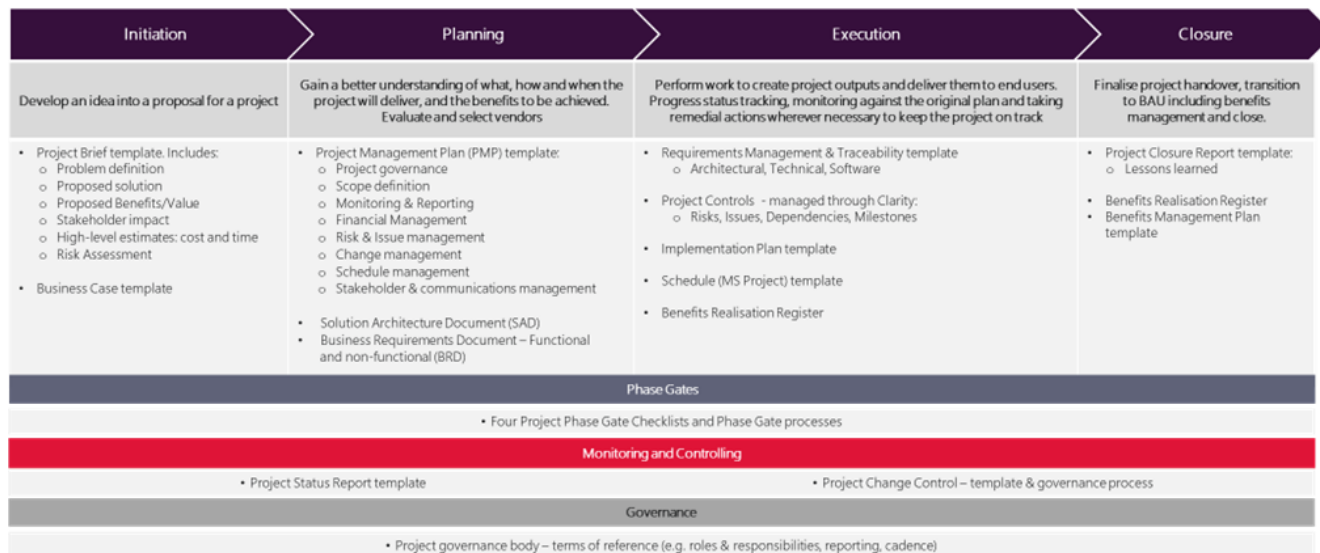 Initiation
Planning
Execution
Closure
Develop an idea into a proposal for a project
Gain a better understanding of what, how and when the
project will deliver, and the benefits to be achieved.
Evaluate and select vendors
Perform work to create project outputs and deliver them to end users.
Progress status tracking, monitoring against the original plan and taking
remedial actions wherever necessary to keep the project on track
Finalise project handover, transition
to BAU including benefits
management and close.
• Project Brief template. Includes:
o Problem definition
o Proposed solution
o Proposed Benefits/Value
o Stakeholder impact
o High-level estimates: cost and time
o Risk Assessment
• Business Case template
• Project Management Plan (PMP) template:
o Project governance
o Scope definition
o Monitoring & Reporting
o Financial Management
o Risk & Issue management
o Change management
o Schedule management
o Stakeholder & communications management
• Solution Architecture Document (SAD)
• Business Requirements Document – Functional
and non-functional (BRD)
• Requirements Management & Traceability template
o Architectural, Technical, Software
• Project Controls - managed through Clarity:
o Risks, Issues, Dependencies, Milestones
• Implementation Plan template
• Schedule (MS Project) template
• Benefits Realisation Register
• Project Closure Report template:
o Lessons learned
• Benefits Realisation Register
• Benefits Management Plan
template
Phase Gates
• Four Project Phase Gate Checklists and Phase Gate processes
Monitoring and Controlling
• Project Status Report template
• Project Change Control – template & governance process
Governance
• Project governance body – terms of reference (e.g. roles & responsibilities, reporting, cadence)